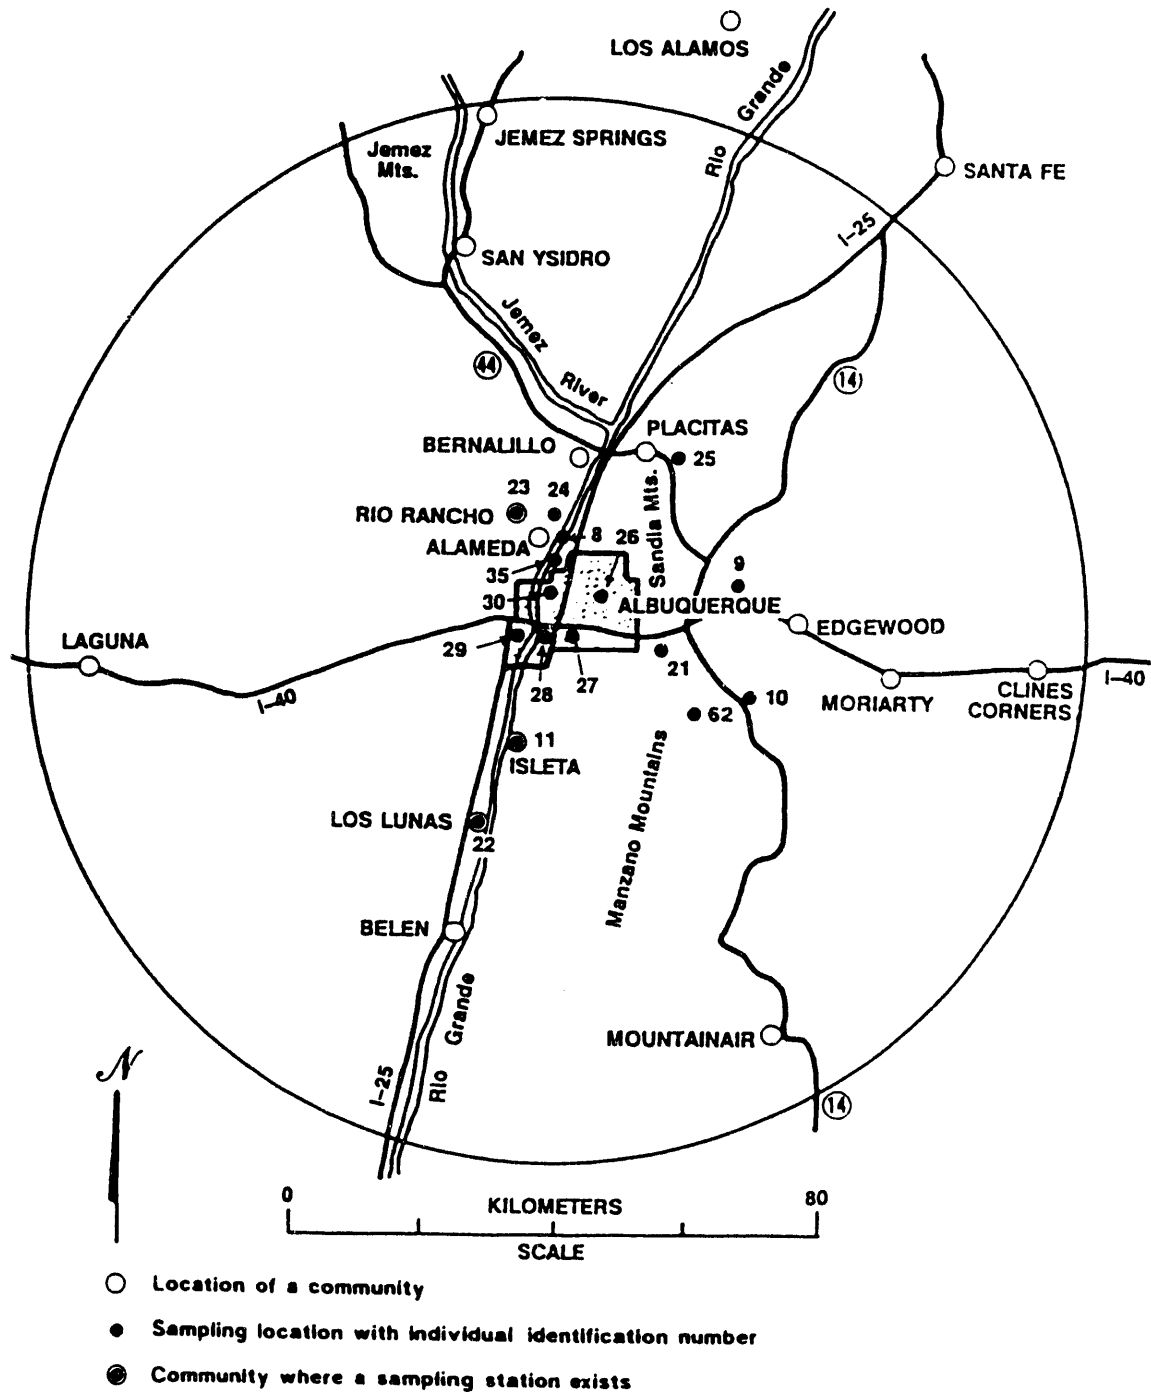 LOS ALAMOS
Rio Grande
JEMEZ SPRINGS
Jemez
Mts.
SANTA FE
I-25
SAN YSIDRO
Jemez River
44
14
PLACITAS
BERNALILLO
25
23
24
RIO RANCHO
Sandia Mts.
8
26
ALAMEDA
35
9
30
ALBUQUERQUE
EDGEWOOD
LAGUNA
29
28
27
21
I-40
I-40
CLINES
CORNERS
MORIARTY
10
62
11
ISLETA
Manzano Mountains
LOS LUNAS
22
BELEN
Rio Grande
MOUNTAINAIR
N
I-25
14
0
KILOMETERS
80
SCALE
Location of a community
Sampling location with individual identification number
Community where a sampling station exists